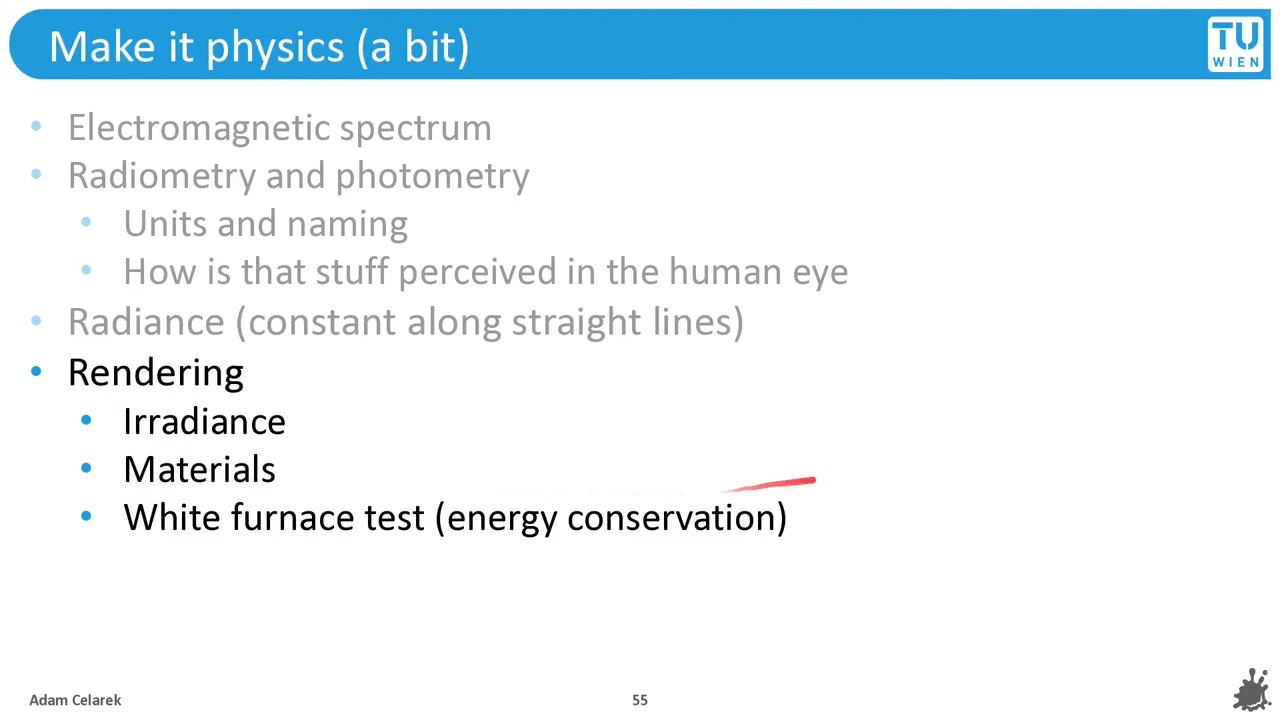 Make it physics (a bit)
TU
WIEN
• Electromagnetic spectrum
• Radiometry and photometry
• Units and naming
• How is that stuff perceived in the human eye
• Radiance (constant along straight lines)
• Rendering
• Irradiance
• Materials
• White furnace test (energy conservation)
Adam Celarek
55